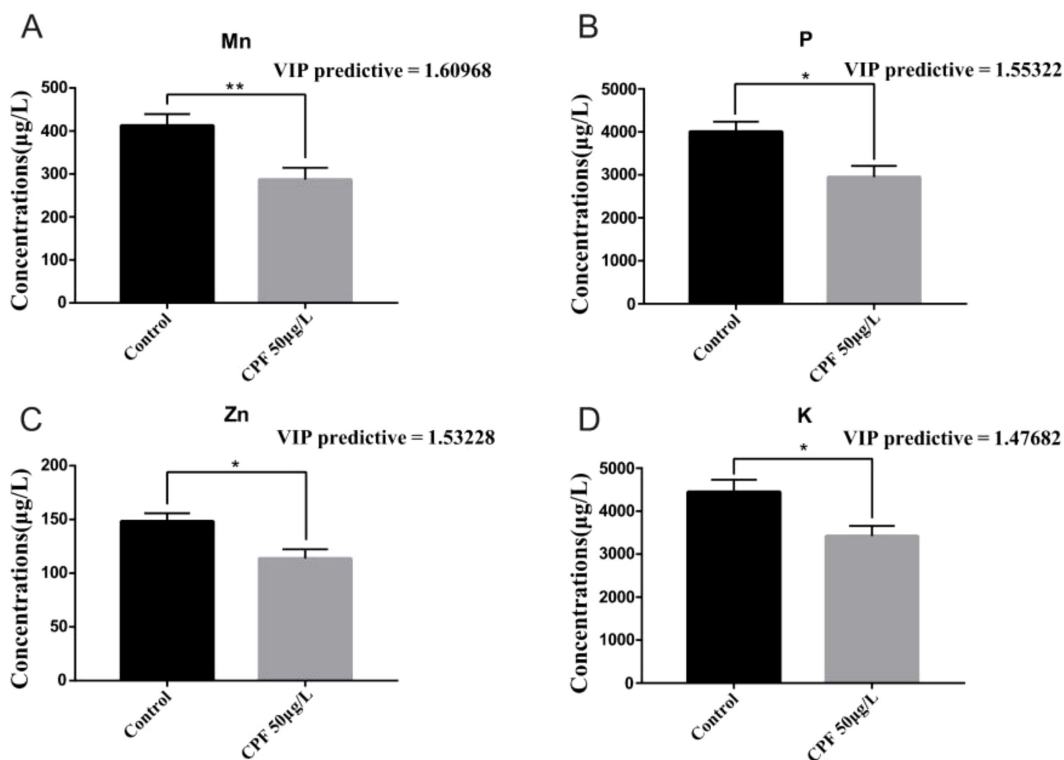 A
Mn
VIP predictive = 1.60968
**
Concentrations(µg/L)
500
400
300
200
100
0
Control
CPF 50µg/L
B
P
VIP predictive = 1.55322
*
Concentrations(µg/L)
5000
4000
3000
2000
1000
0
Control
CPF 50µg/L
C
Zn
VIP predictive = 1.53228
*
Concentrations(µg/L)
200
150
100
50
0
Control
CPF 50µg/L
D
K
VIP predictive = 1.47682
*
Concentrations(µg/L)
5000
4000
3000
2000
1000
0
Control
CPF 50µg/L